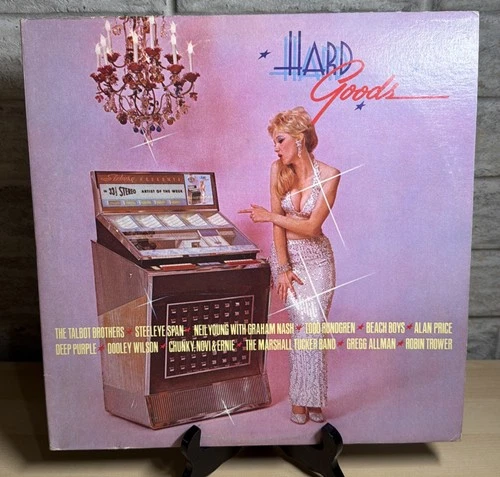 HARD
Goods
33⅓ STEREO ARTIST OF THE WEEK
THE TALBOT BROTHERS STEELEYE SPAN NEIL YOUNG WITH GRAHAM NASH TODD RUNDGREN BEACH BOYS ALAN PRICE
DEEP PURPLE DOOLEY WILSON CHUNKY, NOVI & ERNIE THE MARSHALL TUCKER BAND GREGG ALLMAN ROBIN TROWER